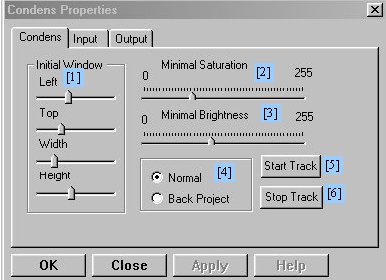 Condens Properties
Condens Input Output
Initial Window
Left [1]
Top
Width
Height
Minimal Saturation [2]
0 255
Minimal Brightness [3]
0 255
Normal [4]
Back Project
Start Track [5]
Stop Track [6]
OK Close Apply Help